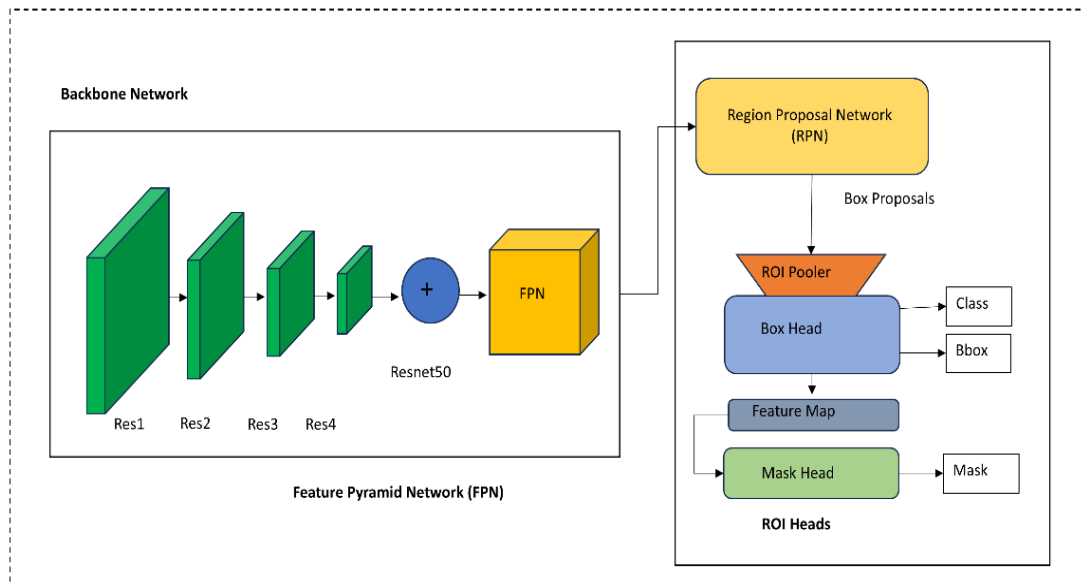 Backbone Network
Res1
Res2
Res3
Res4
Resnet50
+
FPN
Feature Pyramid Network (FPN)
Region Proposal Network
(RPN)
Box Proposals
ROI Pooler
Box Head
Class
Bbox
Feature Map
Mask Head
Mask
ROI Heads